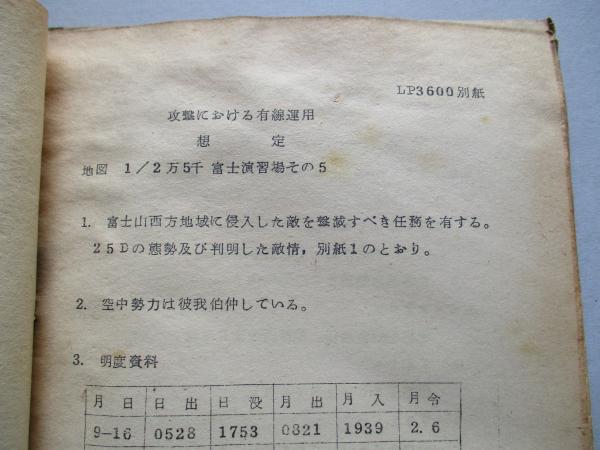 LP3600別紙
攻撃における有線運用
想 定
地図 1/2万5千 富士演習場その5
1. 富士山西方地域に侵入した敵を撃滅すべき任務を有する。
25Dの態勢及び判明した敵情，別紙1のとおり。
2. 空中勢力は彼我伯仲している。
3. 明度資料
月 日 日 出 日 没 月 出 月 入 月 令
9-16 0528 1753 0821 1939 2.6